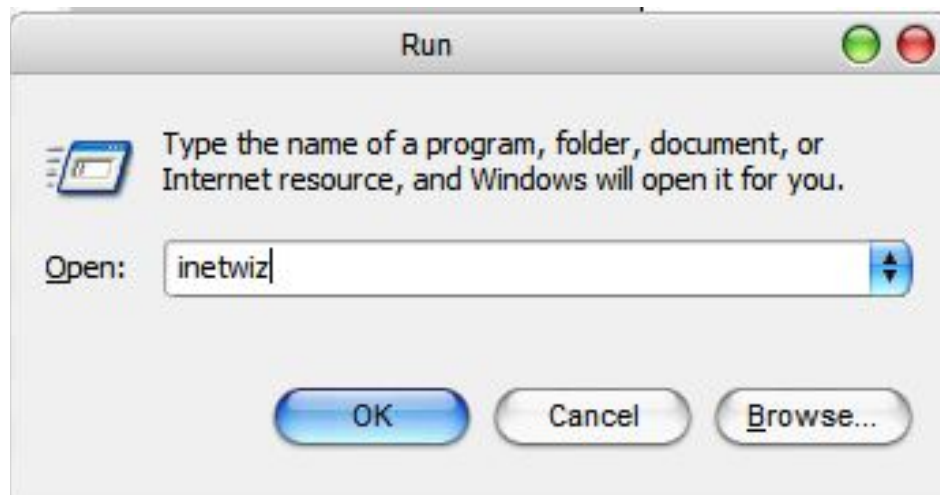 Run
Type the name of a program, folder, document, or
Internet resource, and Windows will open it for you.
Open: inetwiz
OK Cancel Browse...